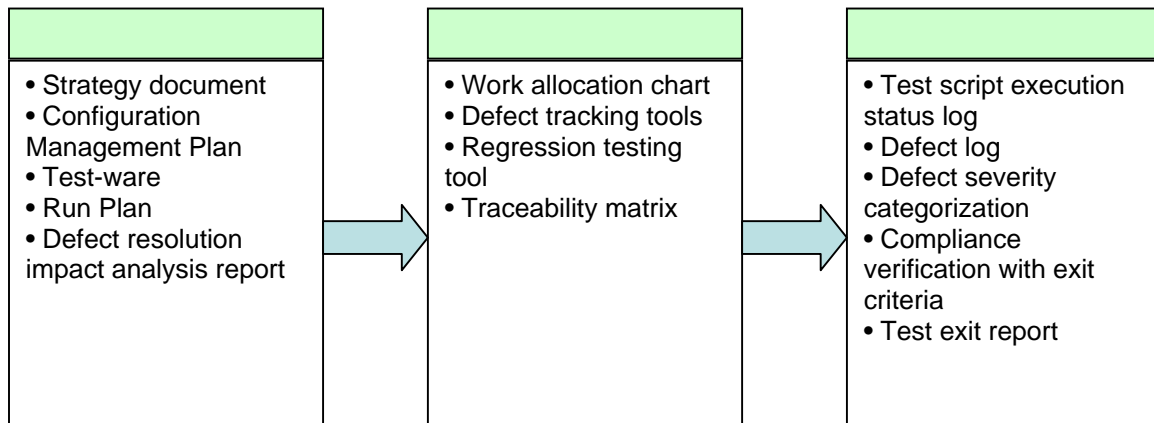 • Strategy document
• Configuration
Management Plan
• Test-ware
• Run Plan
• Defect resolution
impact analysis report
• Work allocation chart
• Defect tracking tools
• Regression testing
tool
• Traceability matrix
• Test script execution
status log
• Defect log
• Defect severity
categorization
• Compliance
verification with exit
criteria
• Test exit report